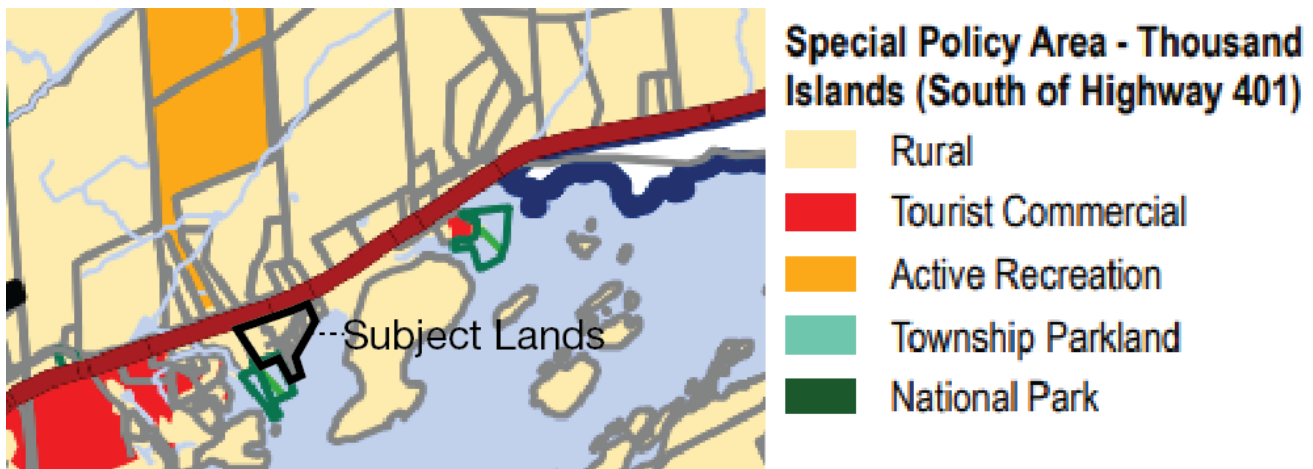 Subject Lands
Special Policy Area - Thousand
Islands (South of Highway 401)
Rural
Tourist Commercial
Active Recreation
Township Parkland
National Park